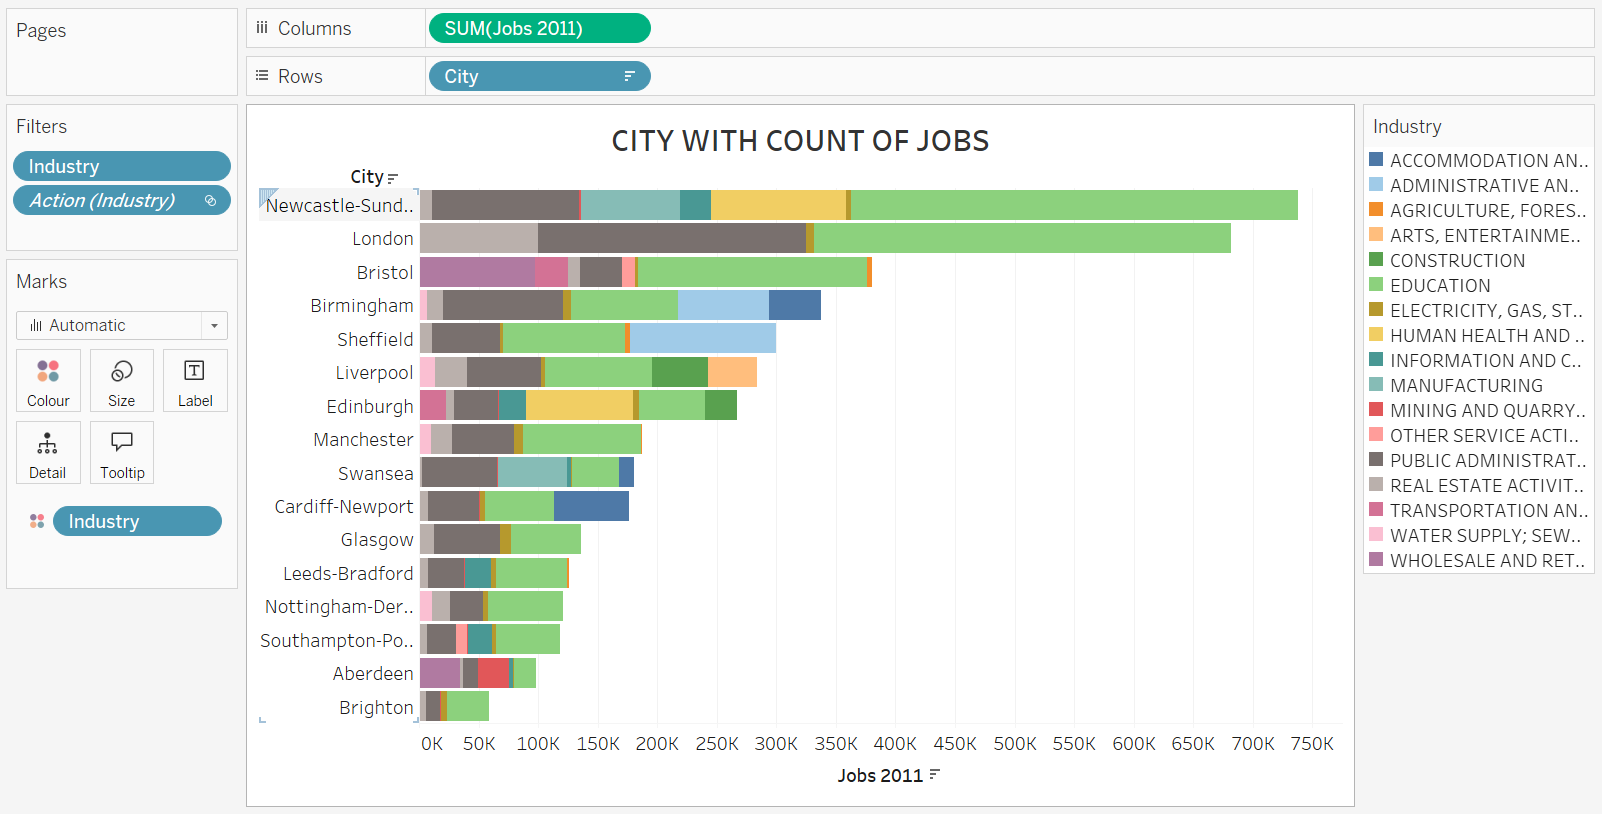 Pages
Columns
SUM(Jobs 2011)
Rows
City
Filters
Industry
Action (Industry)
Marks
Automatic
Colour
Size
Label
Detail
Tooltip
Industry
CITY WITH COUNT OF JOBS
City
Newcastle-Sund..
London
Bristol
Birmingham
Sheffield
Liverpool
Edinburgh
Manchester
Swansea
Cardiff-Newport
Glasgow
Leeds-Bradford
Nottingham-Der..
Southampton-Po..
Aberdeen
Brighton
0K 50K 100K 150K 200K 250K 300K 350K 400K 450K 500K 550K 600K 650K 700K 750K
Jobs 2011
Industry
ACCOMMODATION AN..
ADMINISTRATIVE AN..
AGRICULTURE, FORES..
ARTS, ENTERTAINME..
CONSTRUCTION
EDUCATION
ELECTRICITY, GAS, ST..
HUMAN HEALTH AND ..
INFORMATION AND C..
MANUFACTURING
MINING AND QUARRY..
OTHER SERVICE ACTI..
PUBLIC ADMINISTRAT..
REAL ESTATE ACTIVIT..
TRANSPORTATION AN..
WATER SUPPLY; SEW..
WHOLESALE AND RET..